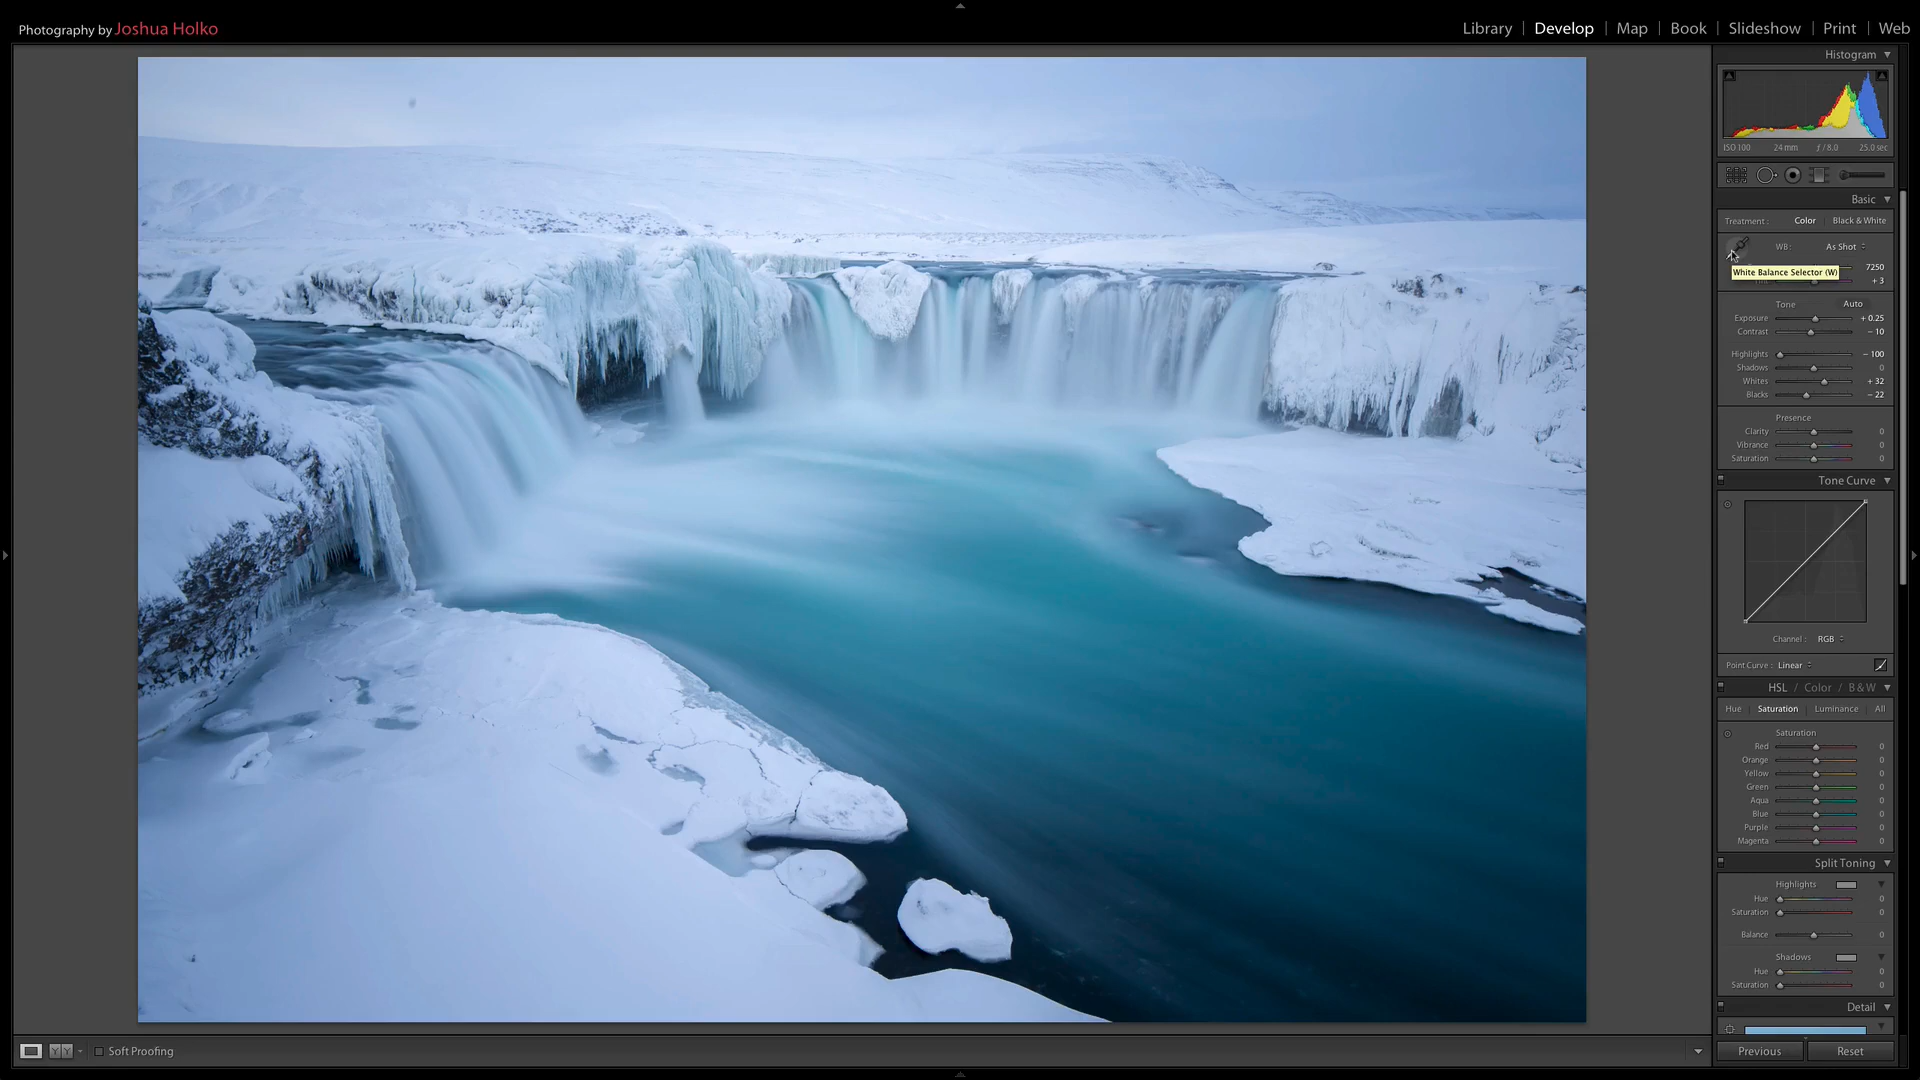 Photography by Joshua Holko
Library | Develop | Map | Book | Slideshow | Print | Web
Histogram
ISO 100 24 mm ƒ / 8.0 25.0 sec
Basic
Treatment : Color Black & White
WB : As Shot
White Balance Selector (W) 7250
+ 3
Tone Auto
Exposure + 0.25
Contrast − 10
Highlights − 100
Shadows 0
Whites + 32
Blacks − 22
Presence
Clarity 0
Vibrance 0
Saturation 0
Tone Curve
Channel : RGB
Point Curve : Linear
HSL / Color / B & W
Hue Saturation Luminance All
Saturation
Red 0
Orange 0
Yellow 0
Green 0
Aqua 0
Blue 0
Purple 0
Magenta 0
Split Toning
Highlights
Hue 0
Saturation 0
Balance 0
Shadows
Hue 0
Saturation 0
Detail
Y Y Soft Proofing Previous Reset